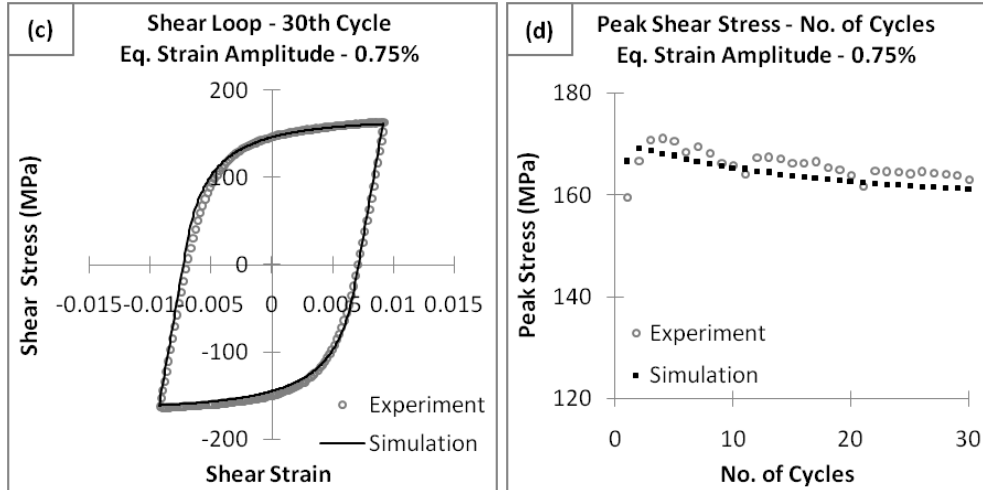 (c)
Shear Loop - 30th Cycle
Eq. Strain Amplitude - 0.75%
200
100
0
-100
-200
-0.015 -0.01 -0.005 0 0.005 0.01 0.015
Shear Stress (MPa)
Shear Strain
Experiment
Simulation
(d)
Peak Shear Stress - No. of Cycles
Eq. Strain Amplitude - 0.75%
180
160
140
120
0 10 20 30
Peak Stress (MPa)
No. of Cycles
Experiment
Simulation